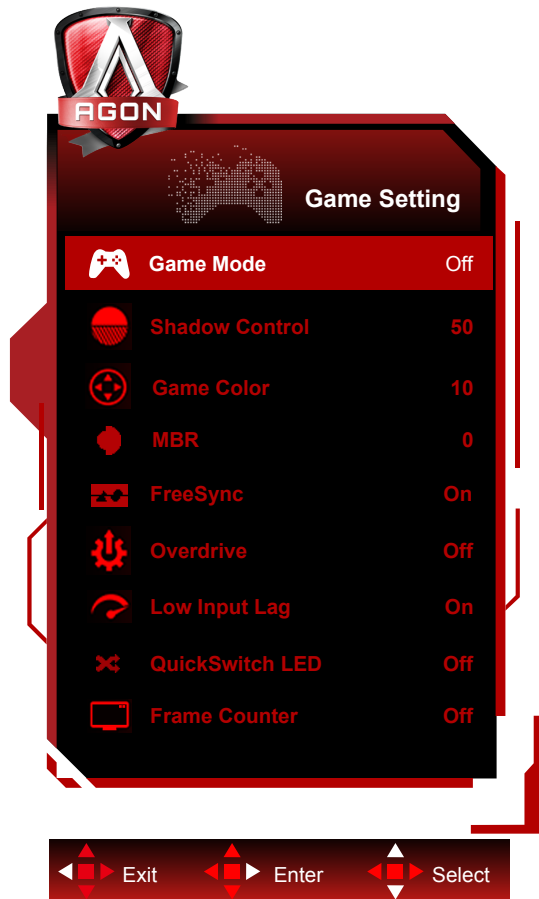 AGON
Game Setting
Game Mode Off
Shadow Control 50
Game Color 10
MBR 0
FreeSync On
Overdrive Off
Low Input Lag On
QuickSwitch LED Off
Frame Counter Off
Exit Enter Select